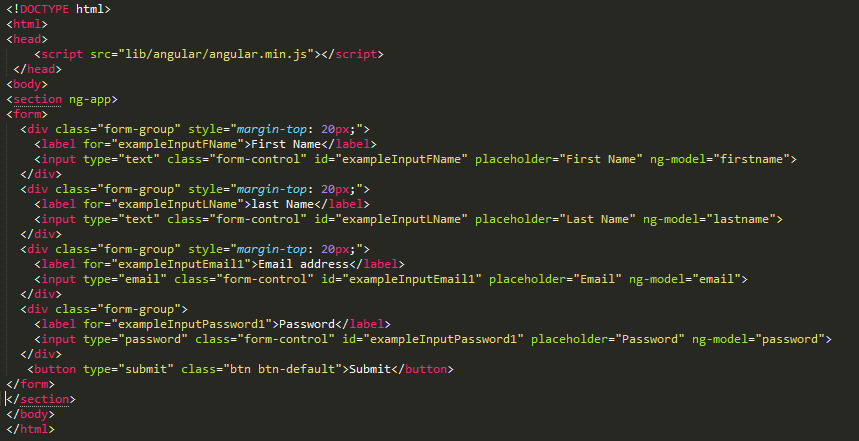 <!DOCTYPE html>
<html>
<head>
    <script src="lib/angular/angular.min.js"></script>
 </head>
<body>
<section ng-app>
<form>
  <div class="form-group" style="margin-top: 20px;">
    <label for="exampleInputFName">First Name</label>
    <input type="text" class="form-control" id="exampleInputFName" placeholder="First Name" ng-model="firstname">
  </div>
  <div class="form-group" style="margin-top: 20px;">
    <label for="exampleInputLName">last Name</label>
    <input type="text" class="form-control" id="exampleInputLName" placeholder="Last Name" ng-model="lastname">
  </div>
  <div class="form-group" style="margin-top: 20px;">
    <label for="exampleInputEmail1">Email address</label>
    <input type="email" class="form-control" id="exampleInputEmail1" placeholder="Email" ng-model="email">
  </div>
  <div class="form-group">
    <label for="exampleInputPassword1">Password</label>
    <input type="password" class="form-control" id="exampleInputPassword1" placeholder="Password" ng-model="password">
  </div>
   <button type="submit" class="btn btn-default">Submit</button>
</form>
</section>
</body>
</html>